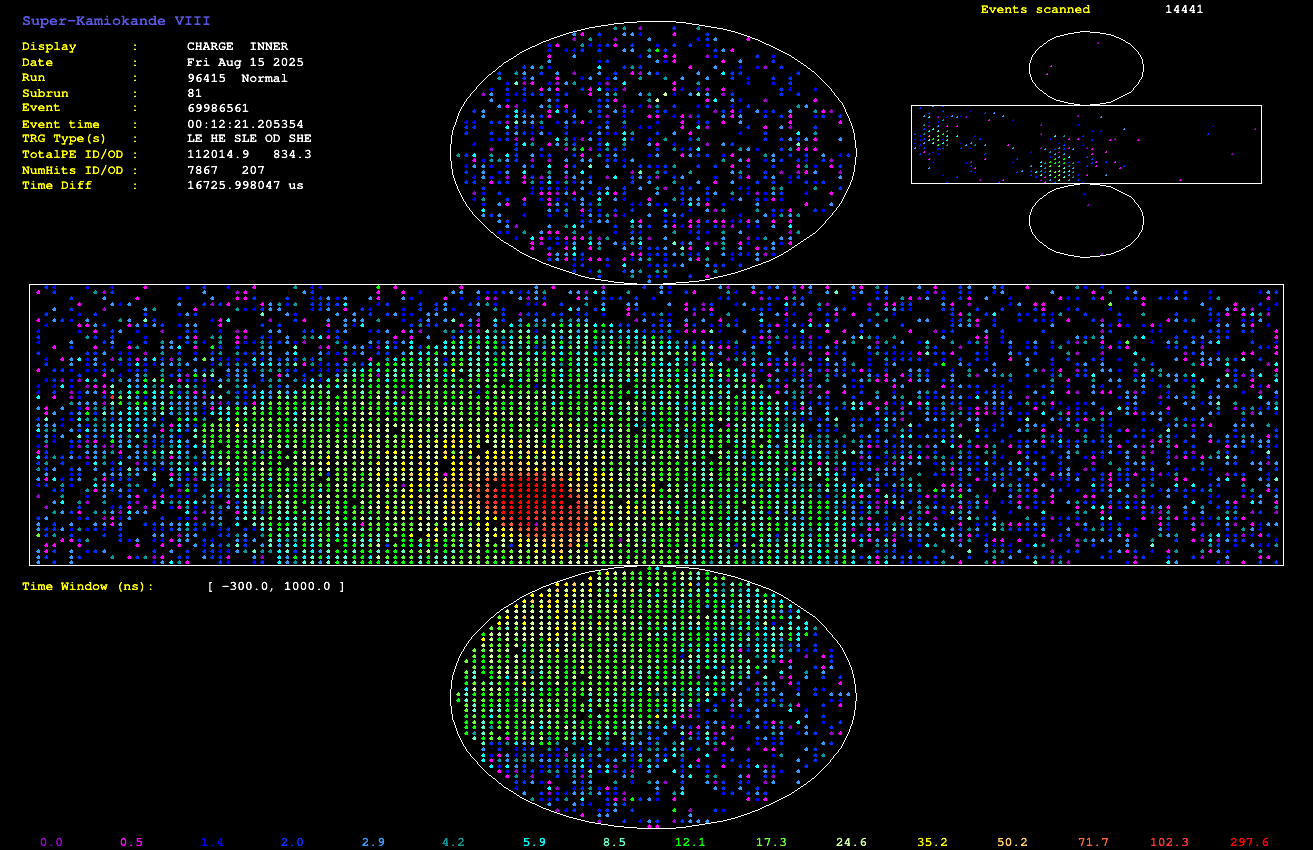 Super-Kamiokande VIII
Events scanned 14441
Display : CHARGE INNER
Date : Fri Aug 15 2025
Run : 96415 Normal
Subrun : 81
Event : 69986561
Event time : 00:12:21.205354
TRG Type(s) : LE HE SLE OD SHE
TotalPE ID/OD : 112014.9 834.3
NumHits ID/OD : 7867 207
Time Diff : 16725.998047 us
Time Window (ns): [ -300.0, 1000.0 ]
0.0 0.5 1.4 2.0 2.9 4.2 5.9 8.5 12.1 17.3 24.6 35.2 50.2 71.7 102.3 297.6